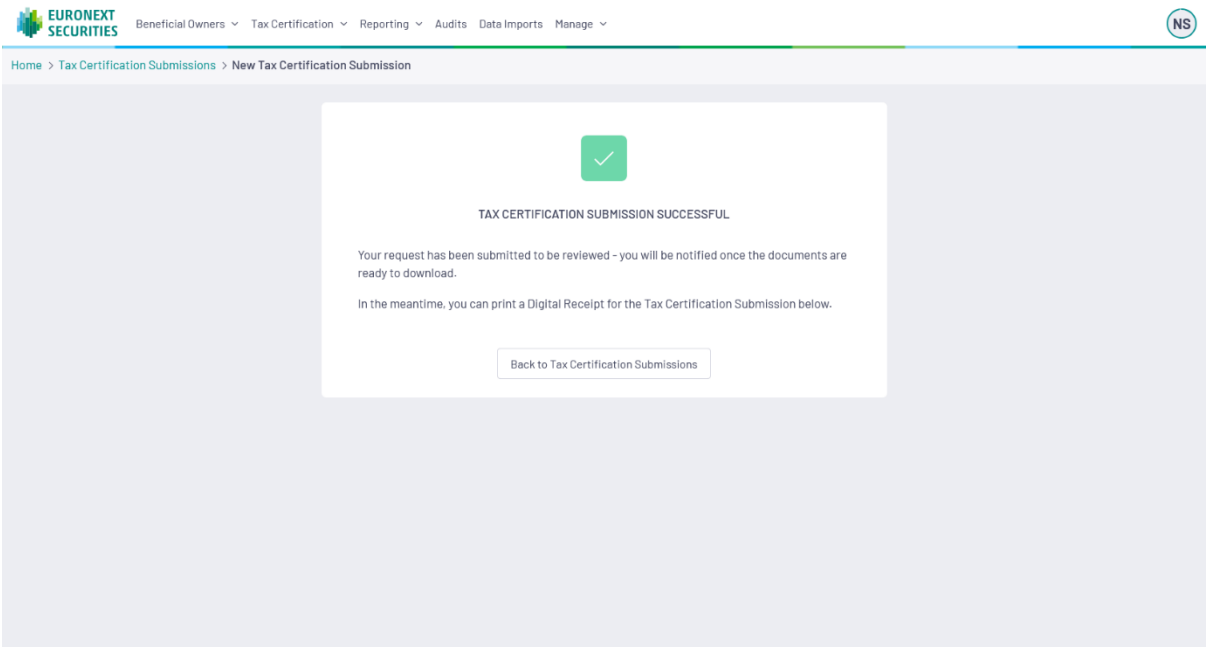 EURONEXT
SECURITIES
Beneficial Owners Tax Certification Reporting Audits Data Imports Manage
NS
Home > Tax Certification Submissions > New Tax Certification Submission
TAX CERTIFICATION SUBMISSION SUCCESSFUL
Your request has been submitted to be reviewed - you will be notified once the documents are
ready to download.
In the meantime, you can print a Digital Receipt for the Tax Certification Submission below.
Back to Tax Certification Submissions